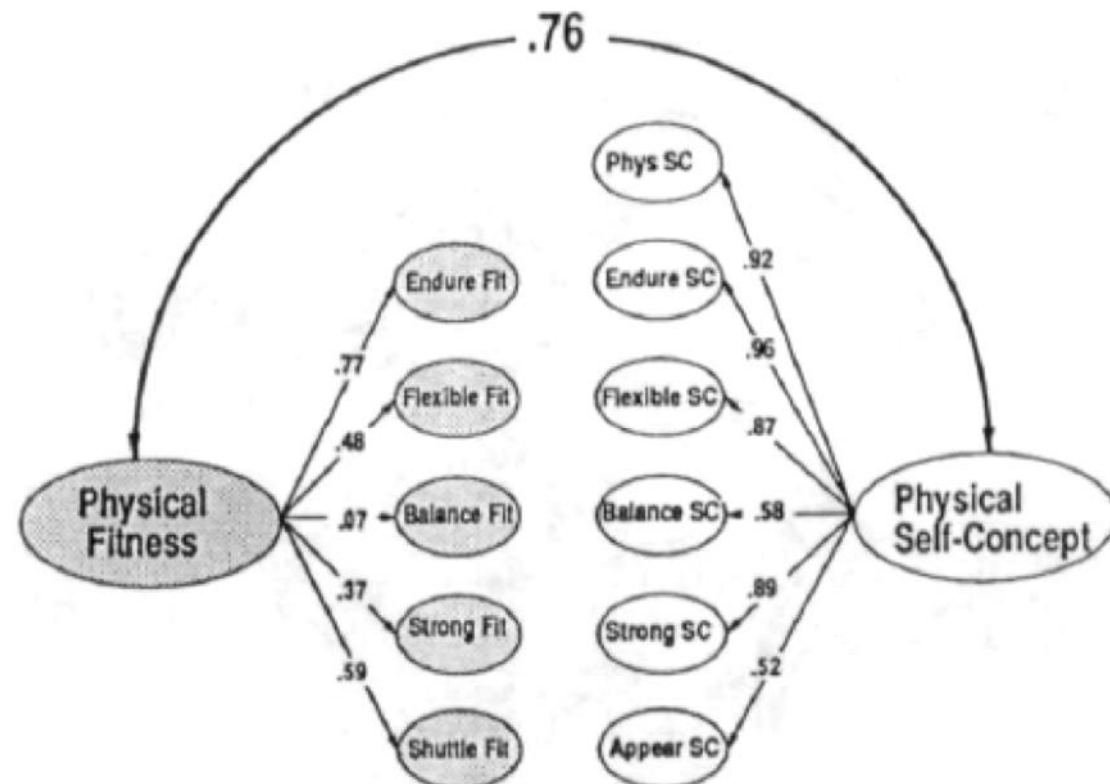 .76
Phys SC
.92
Endure Fit
Endure SC
.77
.96
Flexible Fit
Flexible SC
.48
.87
Physical
Fitness
.07
Balance Fit
Balance SC
.58
Physical
Self-Concept
.37
.89
Strong Fit
Strong SC
.59
.52
Shuttle Fit
Appear SC